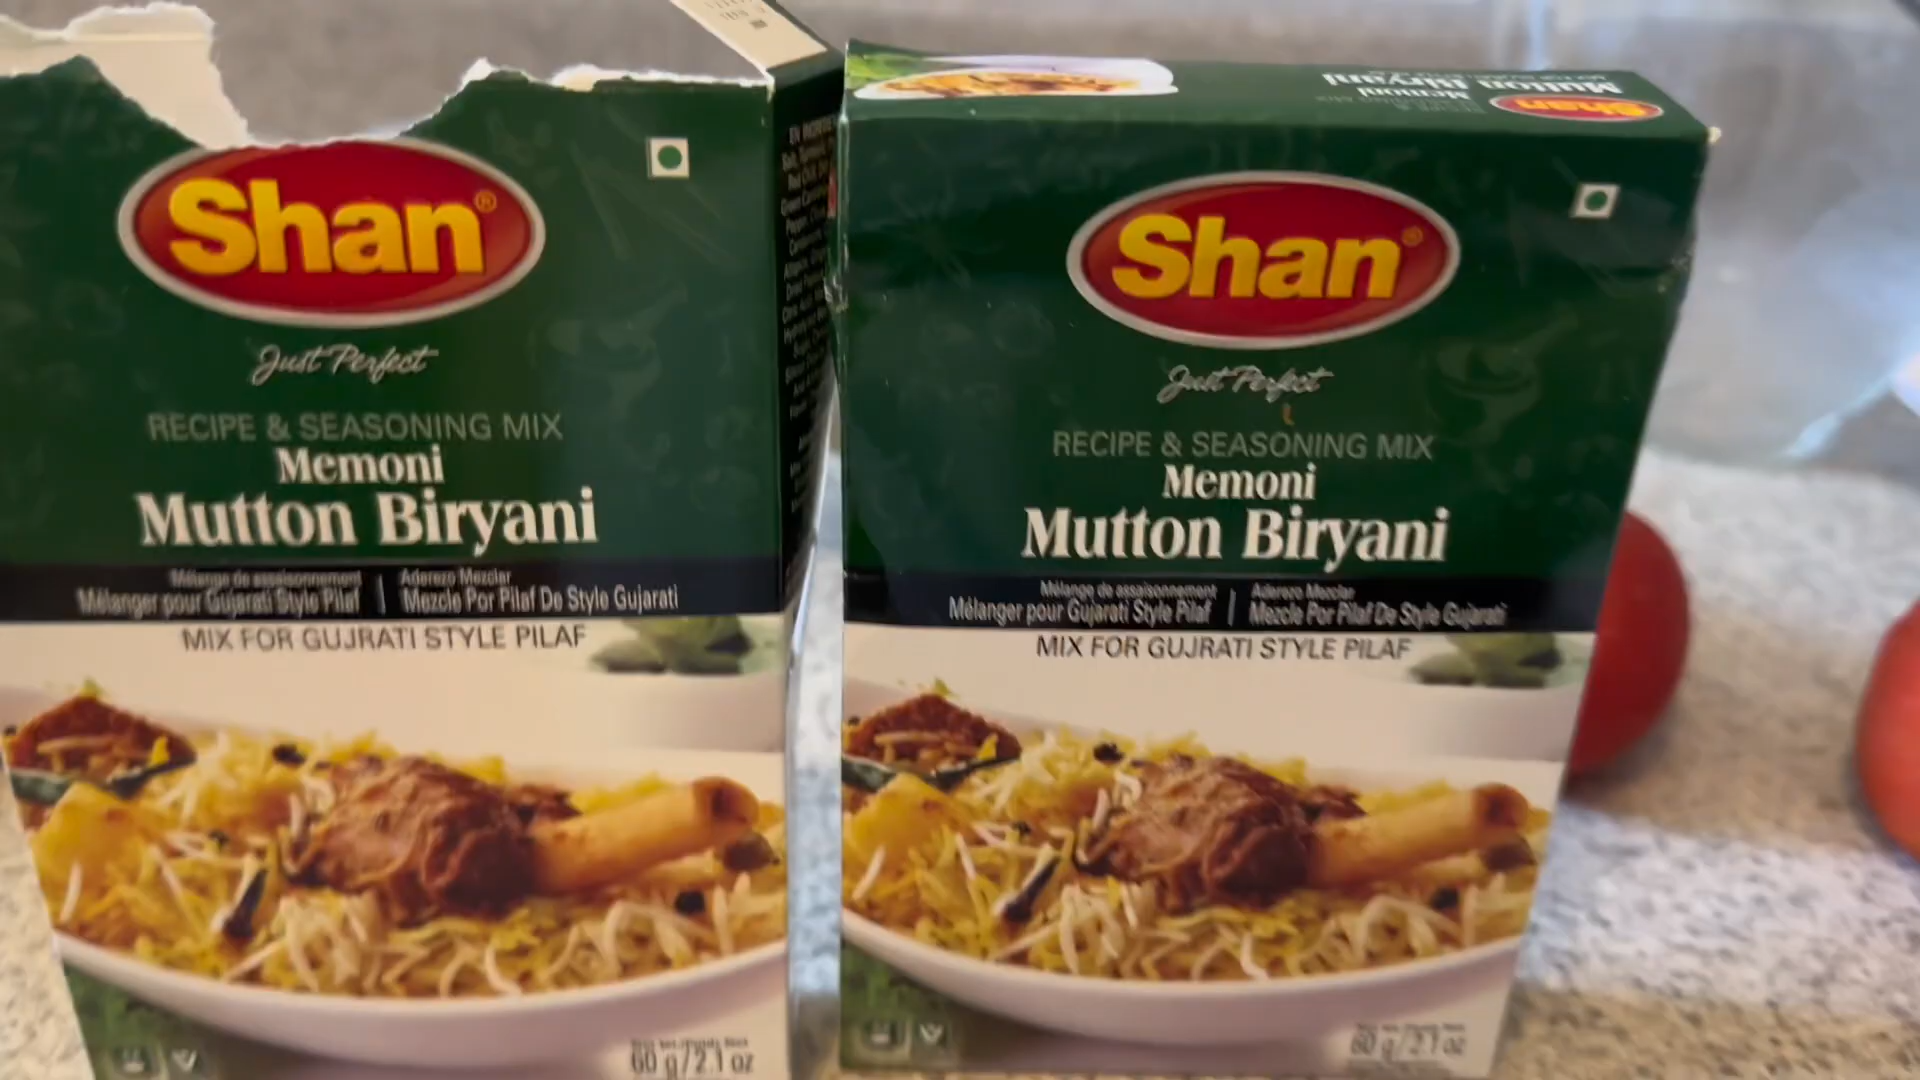 Shan®
Just Perfect
RECIPE & SEASONING MIX
Memoni
Mutton Biryani
Mélange de assaisonnement
Mélanger pour Gujarati Style Pilaf
Aderezo Mezclar
Mezcle Por Pilaf De Style Gujarati
MIX FOR GUJRATI STYLE PILAF
60 g/2.1 oz
Shan
Memoni
Mutton Biryani
Shan®
Just Perfect
RECIPE & SEASONING MIX
Memoni
Mutton Biryani
Mélange de assaisonnement
Mélanger pour Gujarati Style Pilaf
Aderezo Mezclar
Mezcle Por Pilaf De Style Gujarati
MIX FOR GUJRATI STYLE PILAF
60 g/2.1 oz